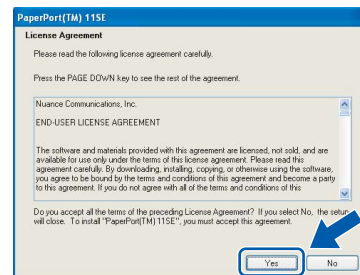 PaperPort(TM) 11SE
License Agreement
Please read the following license agreement carefully.
Press the PAGE DOWN key to see the rest of the agreement.
Nuance Communications, Inc.
END-USER LICENSE AGREEMENT
The software and materials provided with this agreement are licensed, not sold, and are
available for use only under the terms of this license agreement. Please read this
agreement carefully. By downloading, installing, copying, or otherwise using the software,
you agree to be bound by the terms and conditions of this agreement and become a party
to this agreement. If you do not agree with all of the terms and conditions of this
Do you accept all the terms of the preceding License Agreement? If you select No, the setup
will close. To install "PaperPort(TM) 11SE", you must accept this agreement.
Yes
No